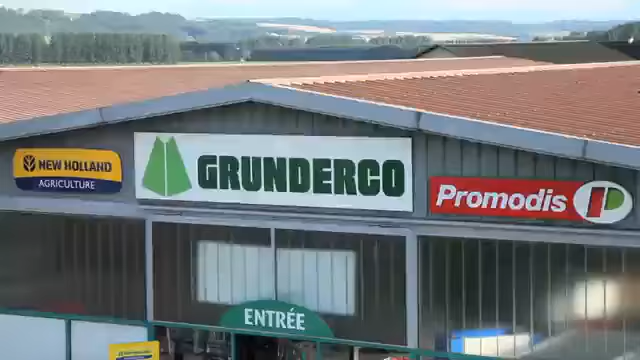 NEW HOLLAND
AGRICULTURE
GRUNDERCO
Promodis
ENTRÉE